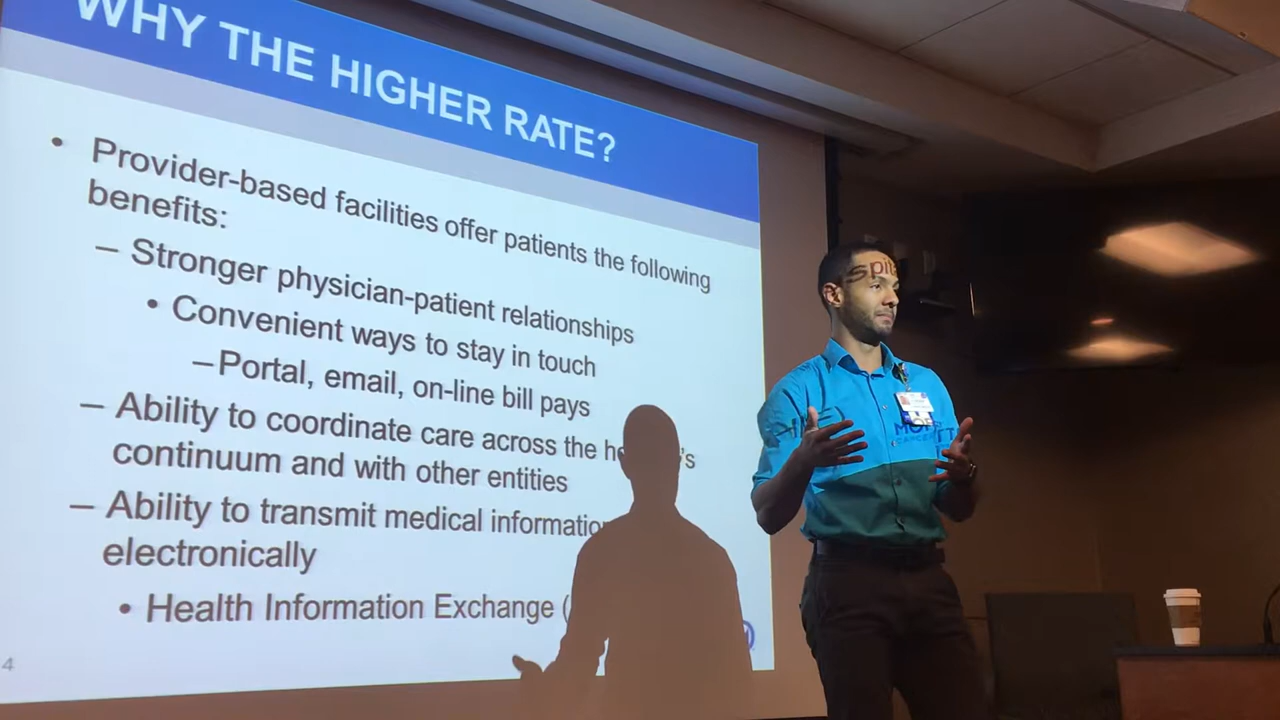 WHY THE HIGHER RATE?
• Provider-based facilities offer patients the following
benefits:
– Stronger physician-patient relationships
• Convenient ways to stay in touch
–Portal, email, on-line bill pays
– Ability to coordinate care across the
continuum and with other entities
– Ability to transmit medical
electronically
• Health Information Exchange (
4